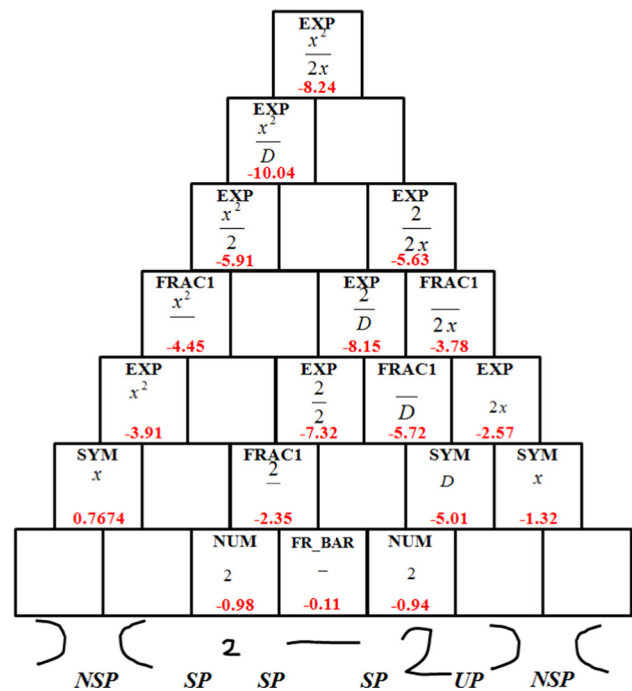 EXP
x²/2x
-8.24
EXP
x²/D
-10.04
EXP EXP
x²/2 2/2x
-5.91 -5.63
FRAC1 EXP FRAC1
x²/ 2/D /2x
-4.45 -8.15 -3.78
EXP EXP FRAC1 EXP
x² 2/2 /D 2x
-3.91 -7.32 -5.72 -2.57
SYM FRAC1 SYM SYM
x 2/ D x
0.7674 -2.35 -5.01 -1.32
NUM FR_BAR NUM
2 – 2
-0.98 -0.11 -0.94
) ( 2 — 2 ) (
NSP SP SP SP UP NSP